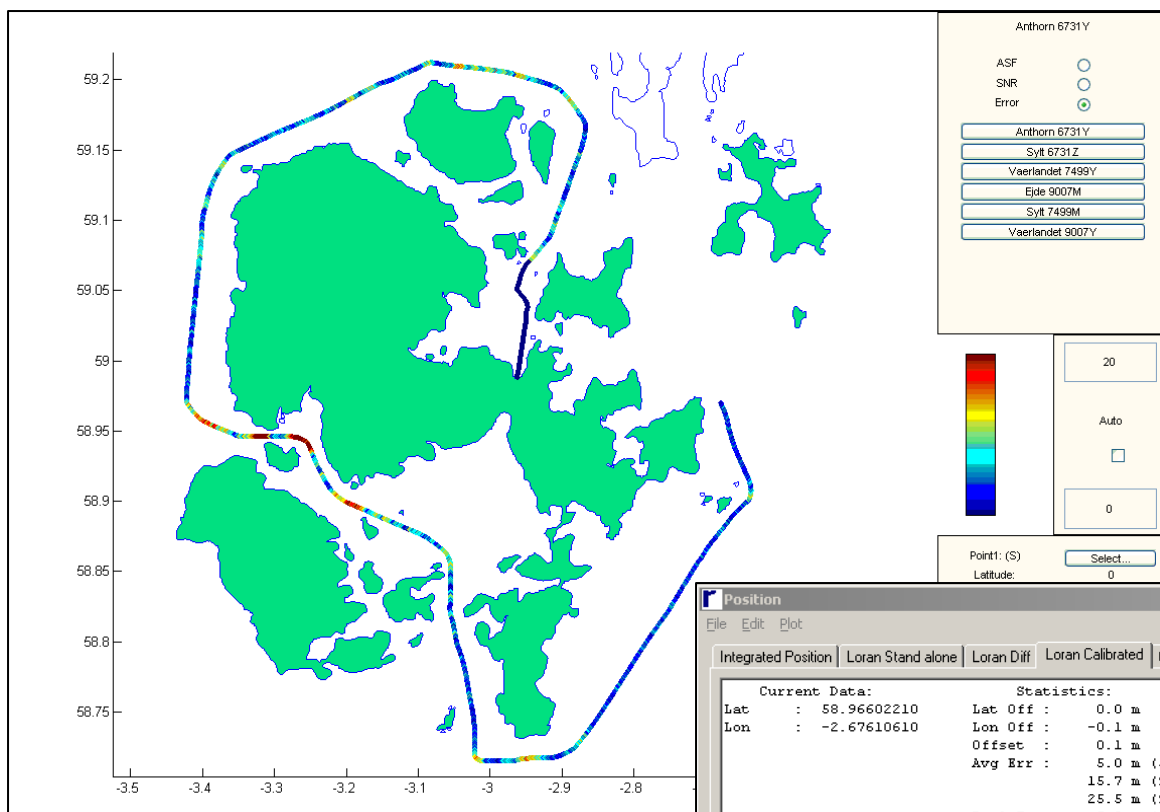 Anthorn 6731Y
ASF
SNR
Error
Anthorn 6731Y
Sylt 6731Z
Vaerlandet 7499Y
Ejde 9007M
Sylt 7499M
Vaerlandet 9007Y
59.2
59.15
59.1
59.05
59
58.95
58.9
58.85
58.8
58.75
-3.5
-3.4
-3.3
-3.2
-3.1
-3
-2.9
-2.8
20
Auto
0
Point1: (S) Select...
Latitude: 0
Position
File Edit Plot
Integrated Position Loran Stand alone Loran Diff Loran Calibrated
Current Data: Statistics:
Lat : 58.96602210 Lat Off : 0.0 m
Lon : -2.67610610 Lon Off : -0.1 m
Offset : 0.1 m
Avg Err : 5.0 m
15.7 m
25.5 m